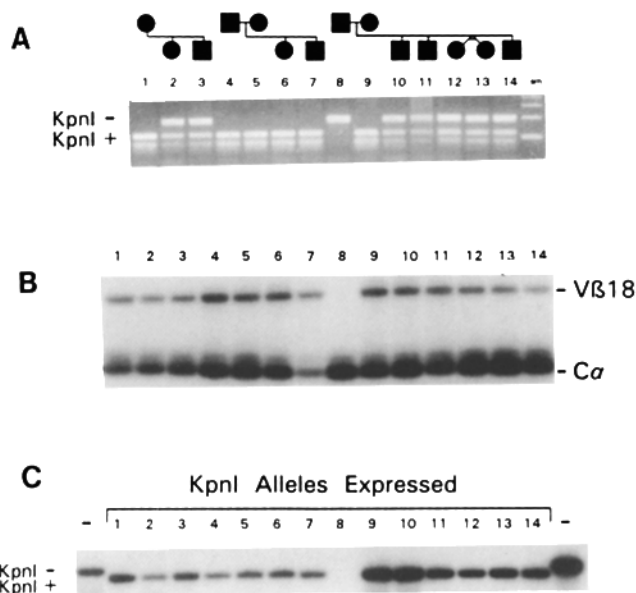 A
1 2 3 4 5 6 7 8 9 10 11 12 13 14
KpnI -
KpnI +
B
1 2 3 4 5 6 7 8 9 10 11 12 13 14
- Vß18
- Cα
C
KpnI Alleles Expressed
- 1 2 3 4 5 6 7 8 9 10 11 12 13 14 -
KpnI -
KpnI +